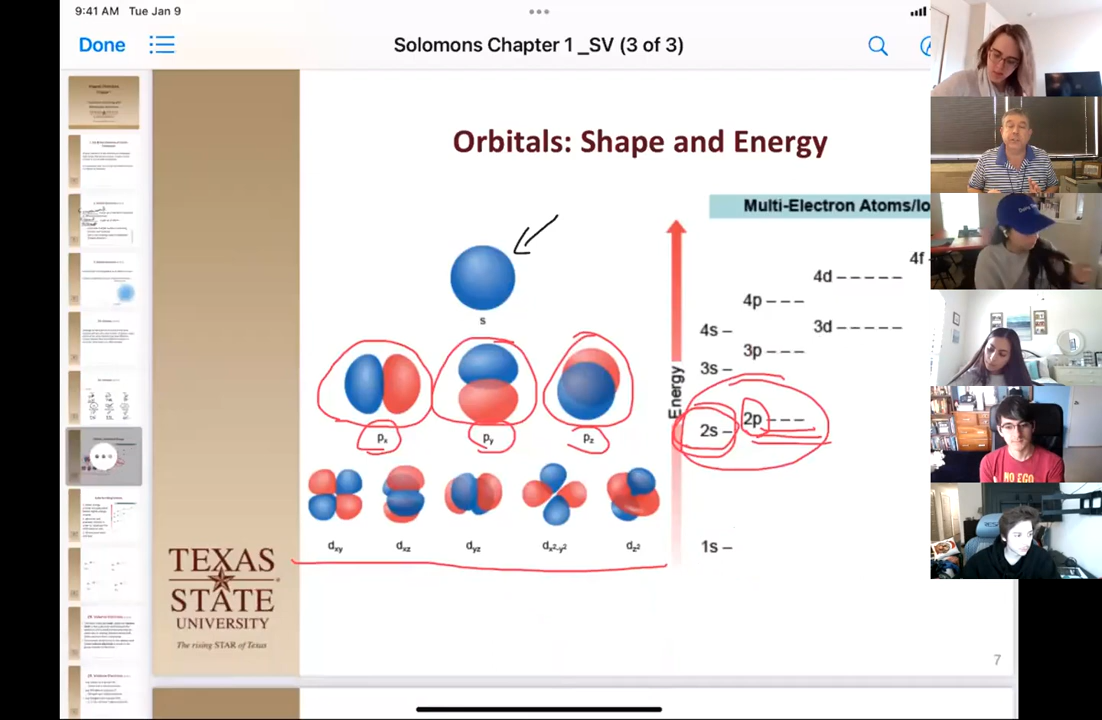 9:41 AM Tue Jan 9
Done
Solomons Chapter 1 _SV (3 of 3)
Orbitals: Shape and Energy
Multi-Electron Atoms/Io
s
px
py
pz
dxy
dxz
dyz
dx²-y²
dz²
Energy
4f
4d
4p
4s
3d
3p
3s
2p
2s
1s
TEXAS
STATE
UNIVERSITY
The rising STAR of Texas
7
NO EGO